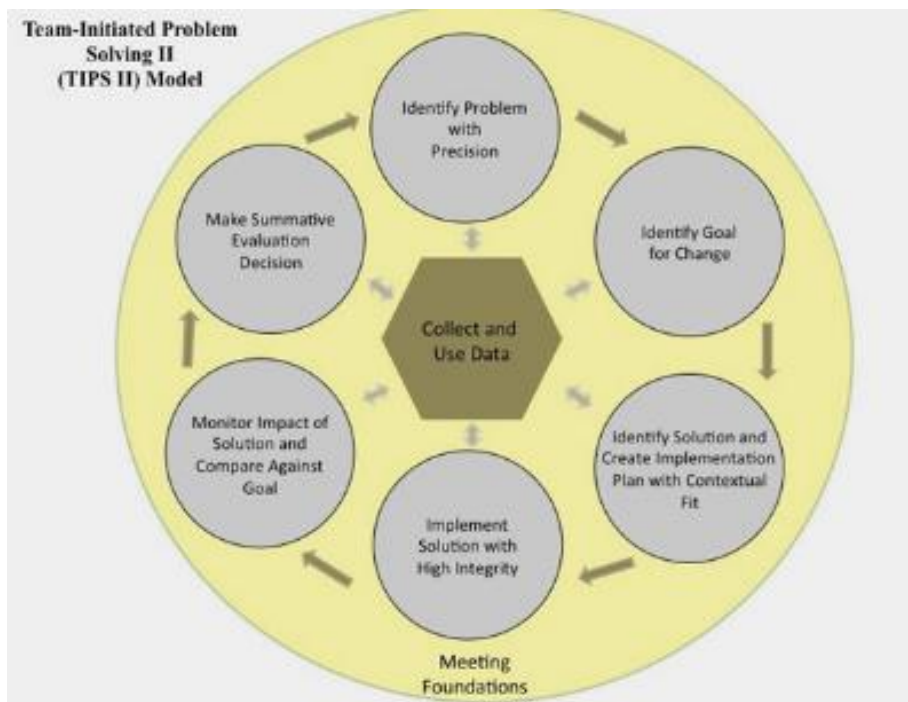 Team-Initiated Problem
Solving II
(TIPS II) Model
Identify Problem
with
Precision
Identify Goal
for Change
Identify Solution and
Create Implementation
Plan with Contextual
Fit
Implement
Solution with
High Integrity
Monitor Impact of
Solution and
Compare Against
Goal
Make Summative
Evaluation
Decision
Collect and
Use Data
Meeting
Foundations